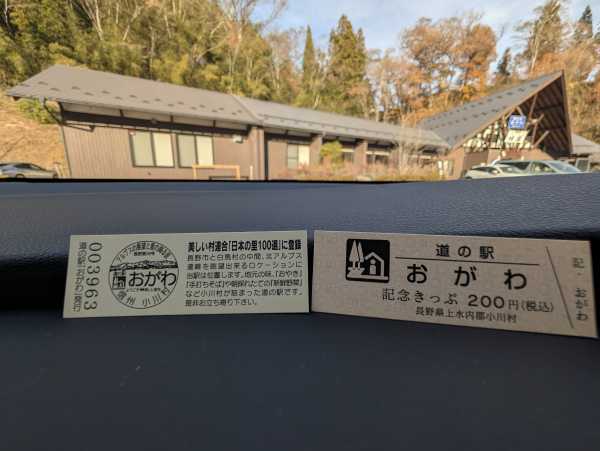 003963
道の駅「おがわ」発行
おがわ
信州 小川村
美しい村連合「日本の里100選」に登録
長野市と白馬村の中間、北アルプス
連峰を展望出来るロケーションに
当駅は位置します。地元の味、「おやき」
「手打ちそば」や朝採れたての「新鮮野菜」
など小川村が詰まった道の駅です。
是非お立ち寄り下さい。
道の駅
おがわ
記念きっぷ 200円(税込)
長野県上水内郡小川村
記・おがわ